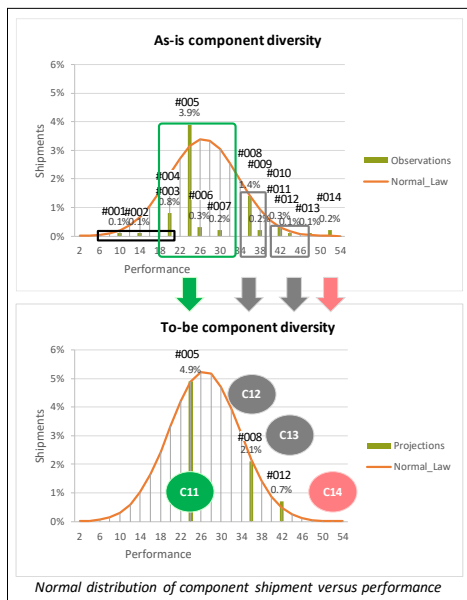 As-is component diversity
6%
5%
4%
3%
2%
1%
0%
Shipments
#005
3.9%
#004
#003
0.8%
#001
0.1%
#002
0.1%
#006
0.3%
#007
0.2%
#008
1.4%
#009
0.2%
#010
#011
0.3%
#012
0.1%
#013
0.1%
#014
0.2%
Observations
Normal_Law
2 6 10 14 18 22 26 30 34 38 42 46 50 54
Performance
To-be component diversity
6%
5%
4%
3%
2%
1%
0%
Shipments
#005
4.9%
C12
#008
2.1%
C13
#012
0.7%
C11
C14
Projections
Normal_Law
2 6 10 14 18 22 26 30 34 38 42 46 50 54
Performance
Normal distribution of component shipment versus performance